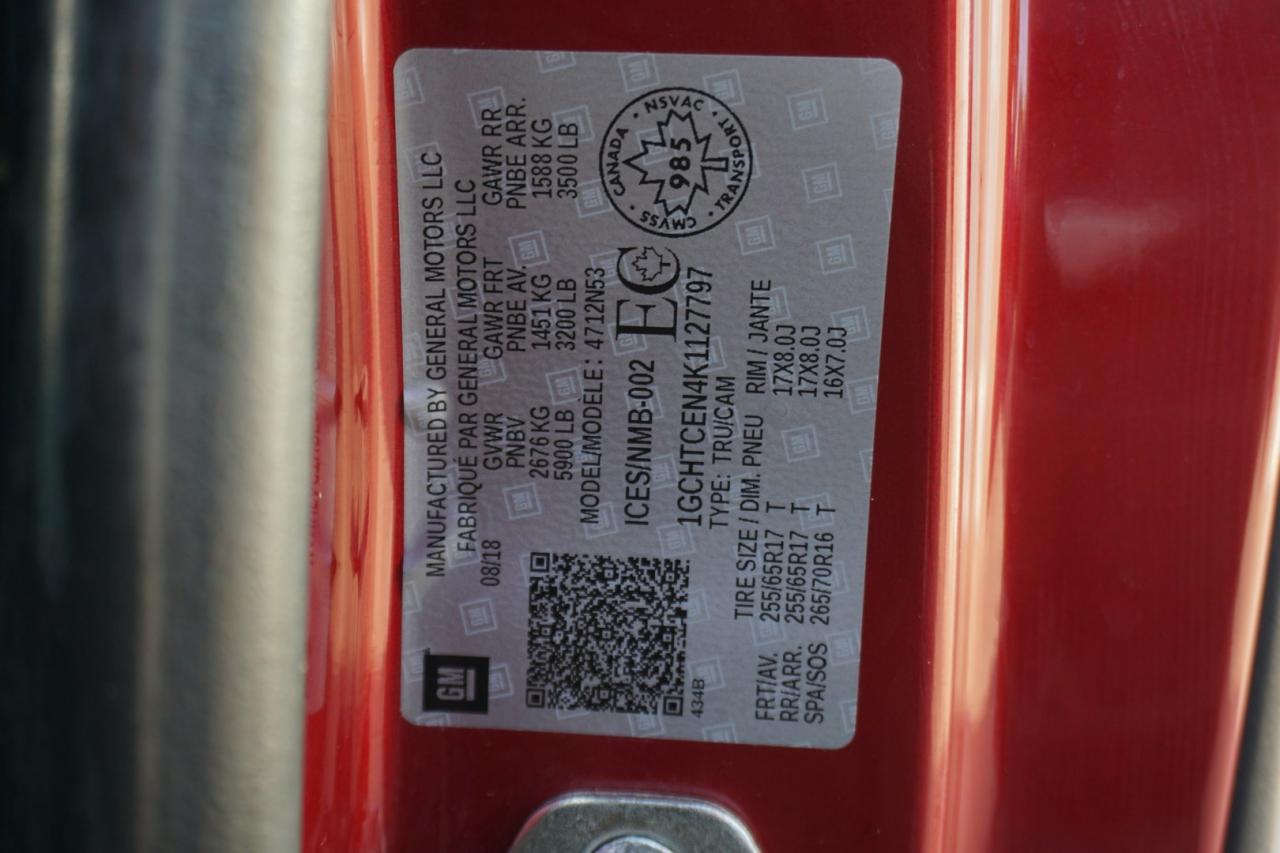 GM
MANUFACTURED BY GENERAL MOTORS LLC
FABRIQUÉ PAR GENERAL MOTORS LLC
08/18 GVWR GAWR FRT GAWR RR
PNBV PNBE AV. PNBE ARR.
2676 KG 1451 KG 1588 KG
5900 LB 3200 LB 3500 LB
MODEL/MODELE: 4712N53
ICES/NMB-002 EC
CANADA · NSVAC · TRANSPORT · CMVSS ·
985
1GCHTCEN4K1127797
434B TYPE: TRU/CAM
TIRE SIZE / DIM. PNEU RIM / JANTE
FRT/AV. 255/65R17 T 17X8.0J
RR/ARR. 255/65R17 T 17X8.0J
SPA/SOS 265/70R16 T 16X7.0J